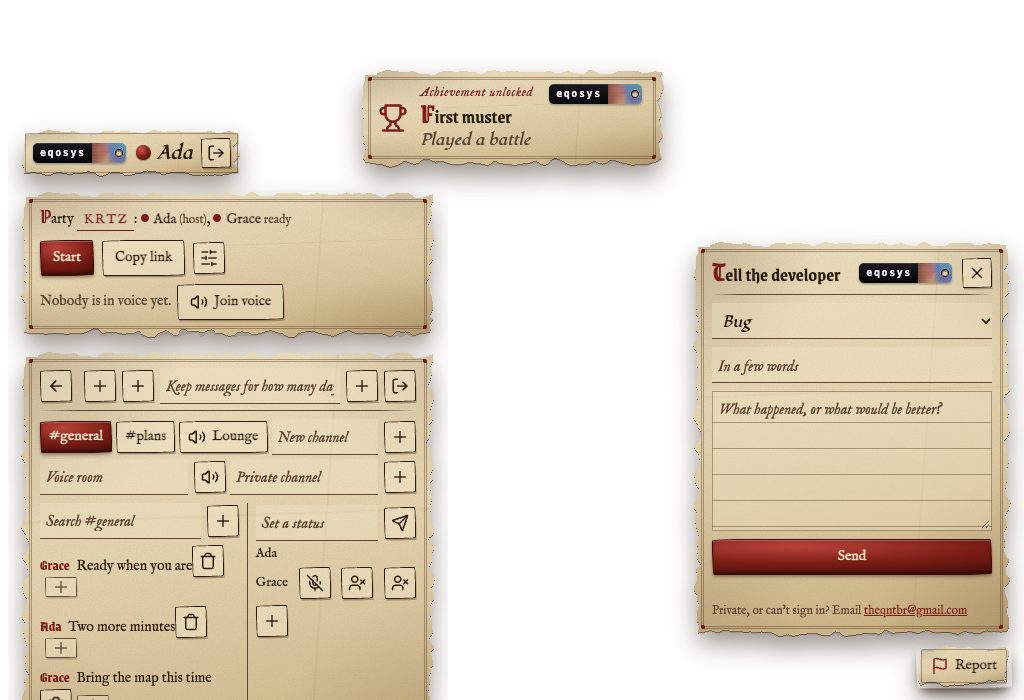 Achievement unlocked eqosys
First muster
Played a battle
eqosys Ada
Party KRTZ : Ada (host), Grace ready
Start Copy link
Nobody is in voice yet. Join voice
Keep messages for how many da
#general #plans Lounge New channel
Voice room Private channel
Search #general Set a status
Ada
Grace Ready when you are
Grace
Ada Two more minutes
Grace Bring the map this time
Tell the developer eqosys
Bug
In a few words
What happened, or what would be better?
Send
Private, or can't sign in? Email theqntbr@gmail.com
Report